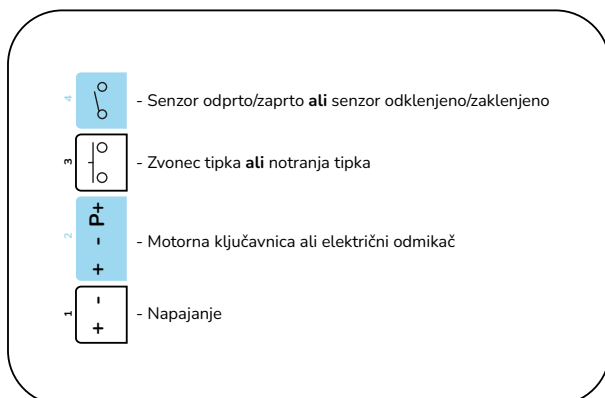 4
- Senzor odprto/zaprto ali senzor odklenjeno/zaklenjeno
3
- Zvonec tipka ali notranja tipka
2
+ - P+
- Motorna ključavnica ali električni odmikač
1
+ -
- Napajanje